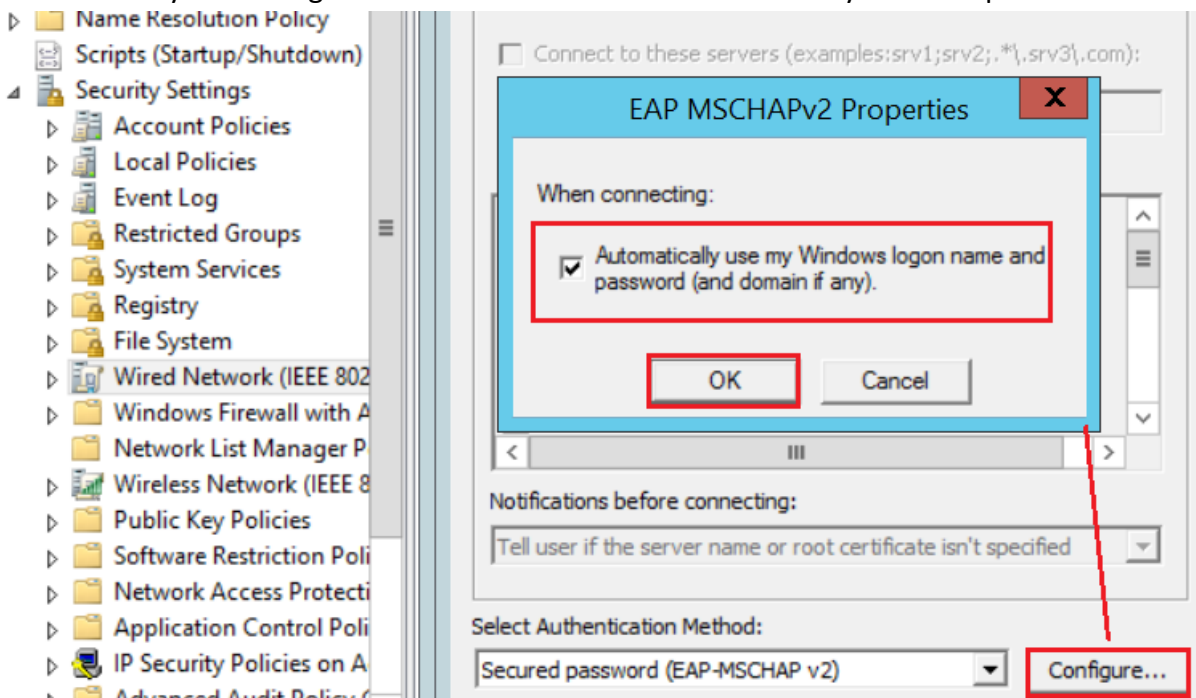 Name Resolution Policy
Scripts (Startup/Shutdown)
Security Settings
Account Policies
Local Policies
Event Log
Restricted Groups
System Services
Registry
File System
Wired Network (IEEE 802
Windows Firewall with A
Network List Manager P
Wireless Network (IEEE 8
Public Key Policies
Software Restriction Poli
Network Access Protecti
Application Control Poli
IP Security Policies on A
Advanced Audit Policy C
Connect to these servers (examples:srv1;srv2;.*\.srv3\.com):
EAP MSCHAPv2 Properties
X
When connecting:
Automatically use my Windows logon name and
password (and domain if any).
OK Cancel
Notifications before connecting:
Tell user if the server name or root certificate isn't specified
Select Authentication Method:
Secured password (EAP-MSCHAP v2) Configure...